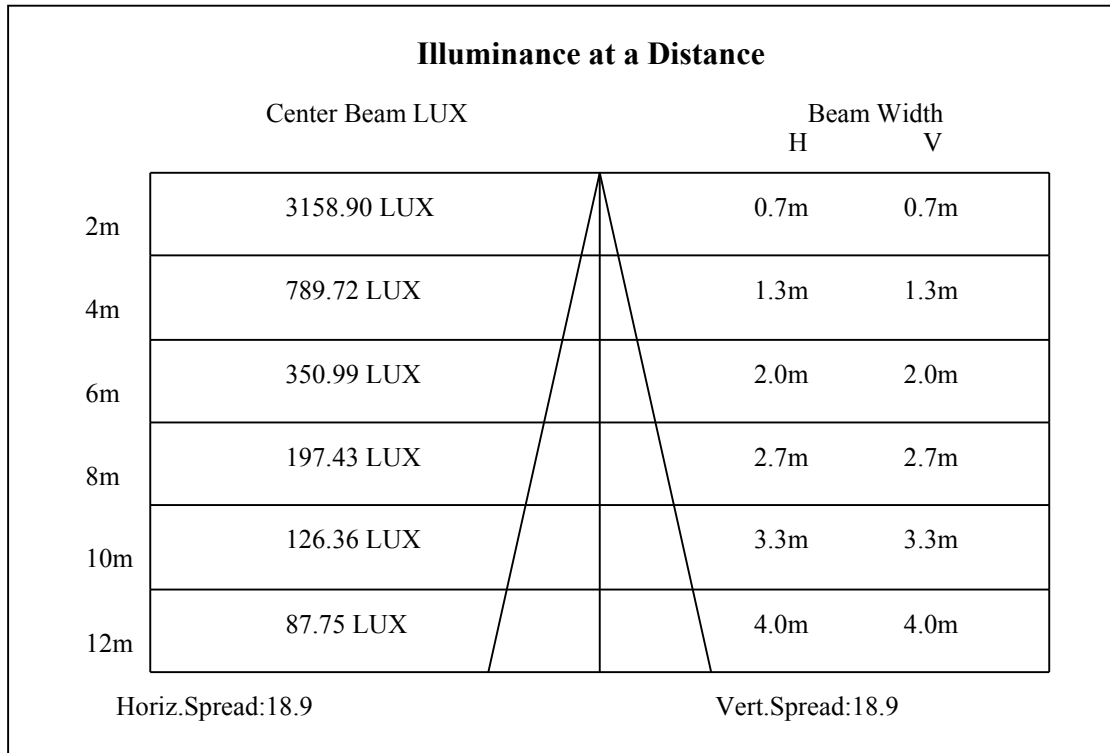 Illuminance at a Distance
Center Beam LUX Beam Width
H V
2m 3158.90 LUX 0.7m 0.7m
4m 789.72 LUX 1.3m 1.3m
6m 350.99 LUX 2.0m 2.0m
8m 197.43 LUX 2.7m 2.7m
10m 126.36 LUX 3.3m 3.3m
12m 87.75 LUX 4.0m 4.0m
Horiz.Spread:18.9 Vert.Spread:18.9